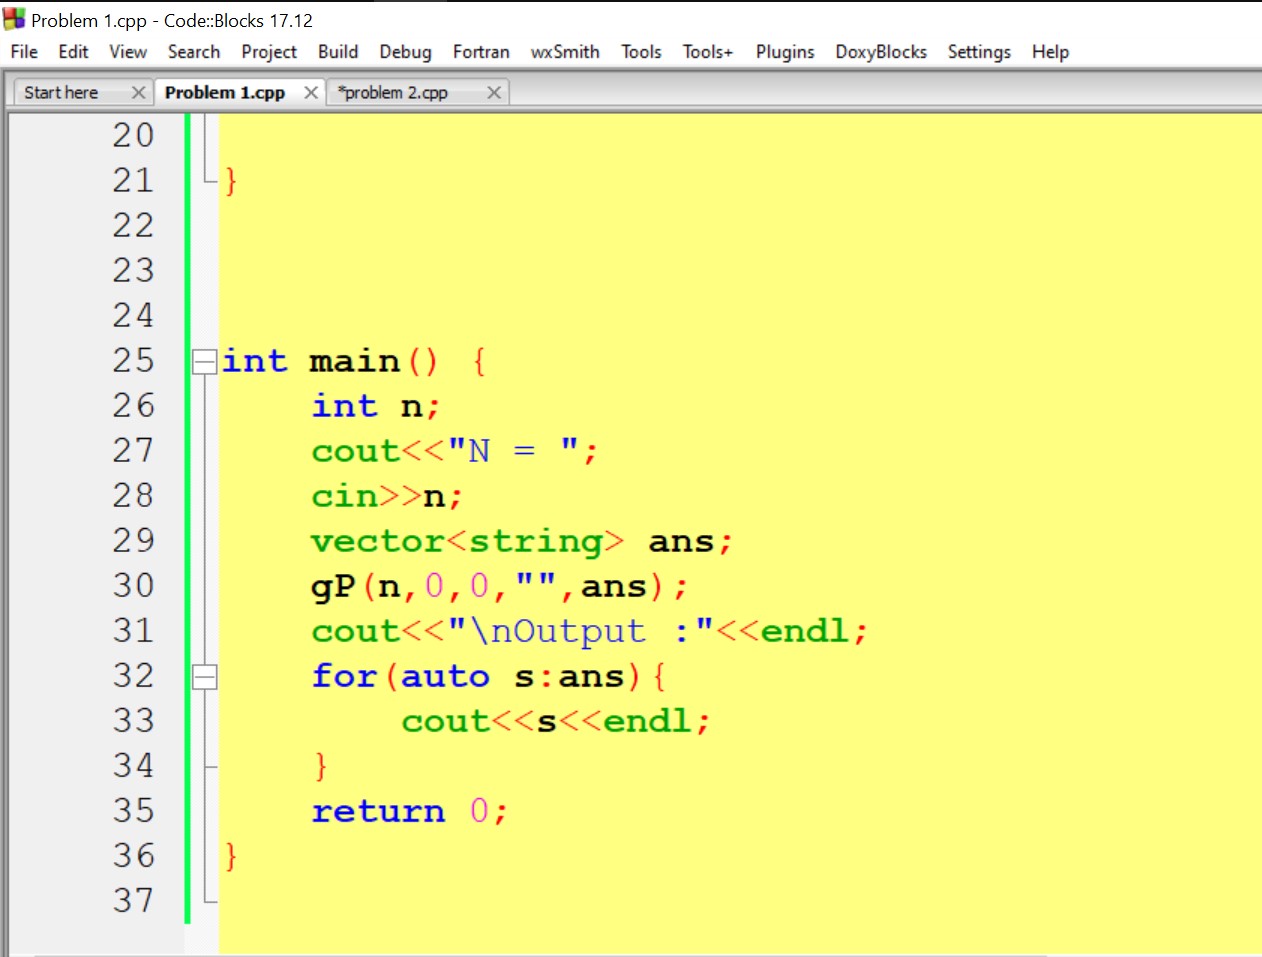 Problem 1.cpp - Code::Blocks 17.12
File Edit View Search Project Build Debug Fortran wxSmith Tools Tools+ Plugins DoxyBlocks Settings Help
Start here Problem 1.cpp *problem 2.cpp
20
21 }
22
23
24
25 int main() {
26 int n;
27 cout<<"N = ";
28 cin>>n;
29 vector<string> ans;
30 gP(n,0,0,"",ans);
31 cout<<"\nOutput :"<<endl;
32 for(auto s:ans){
33 cout<<s<<endl;
34 }
35 return 0;
36 }
37